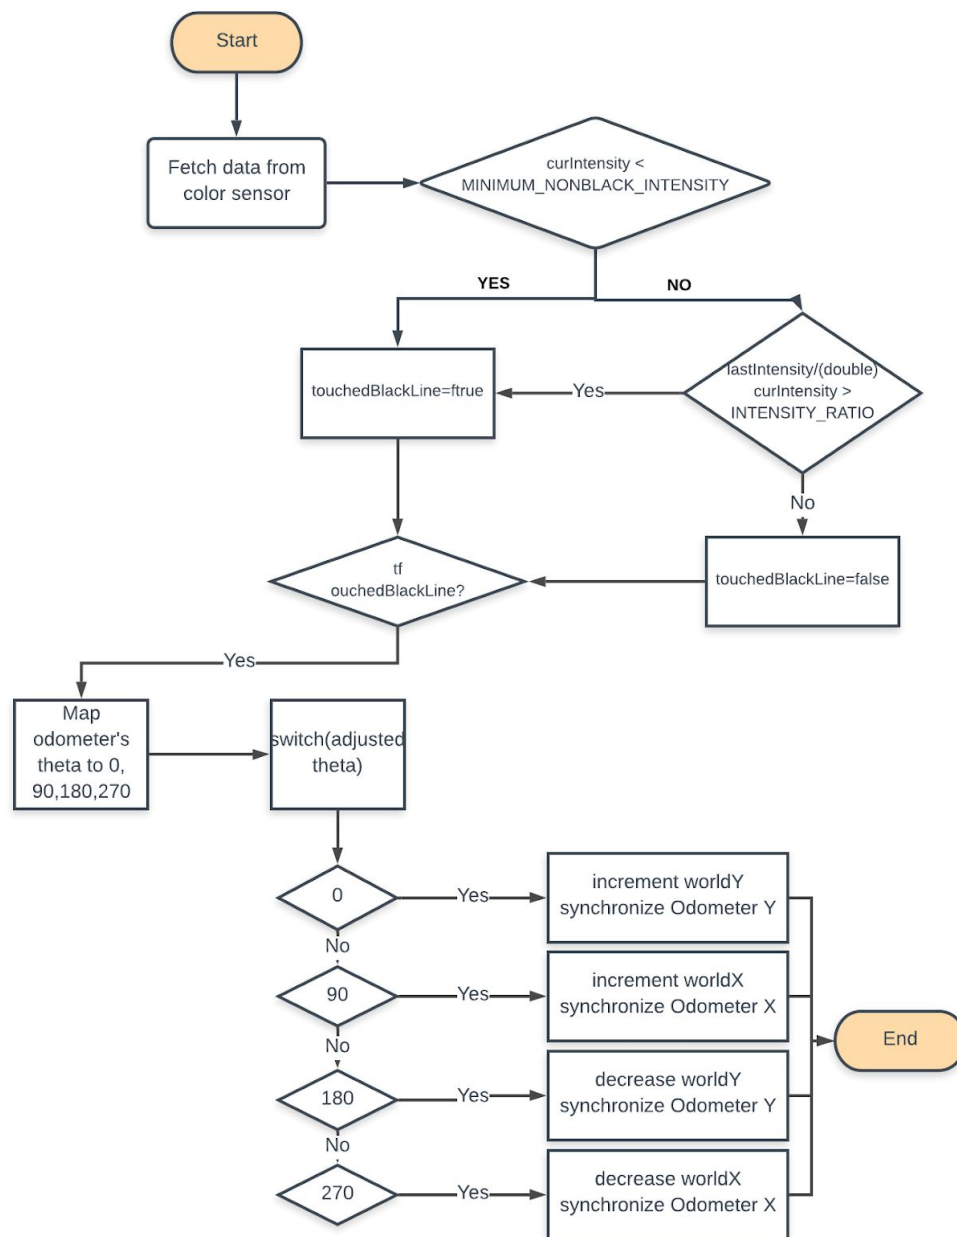 Start
Fetch data from
color sensor
curIntensity <
MINIMUM_NONBLACK_INTENSITY
YES
NO
touchedBlackLine=ftrue
Yes
lastIntensity/(double)
curIntensity >
INTENSITY_RATIO
No
tf
ouchedBlackLine?
touchedBlackLine=false
Yes
Map
odometer's
theta to 0,
90,180,270
switch(adjusted
theta)
0
Yes
increment worldY
synchronize Odometer Y
No
90
Yes
increment worldX
synchronize Odometer X
No
End
180
Yes
decrease worldY
synchronize Odometer Y
No
270
Yes
decrease worldX
synchronize Odometer X